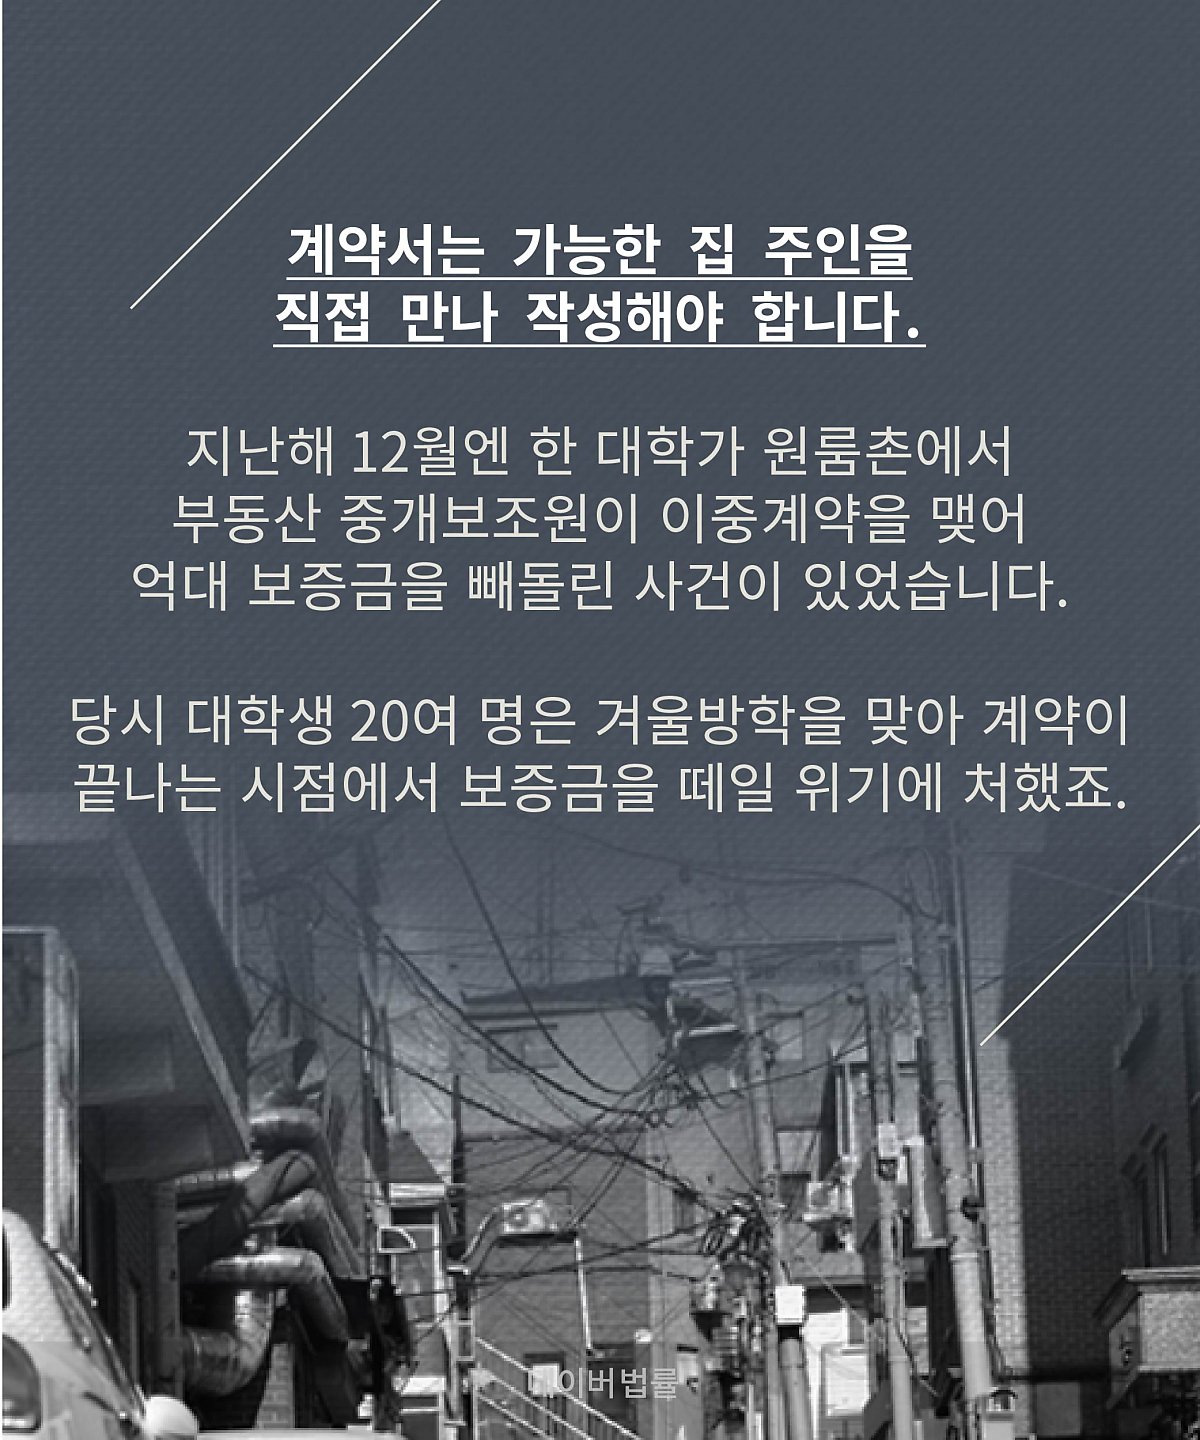 계약서는 가능한 집 주인을
직접 만나 작성해야 합니다.
지난해 12월엔 한 대학가 원룸촌에서
부동산 중개보조원이 이중계약을 맺어
억대 보증금을 빼돌린 사건이 있었습니다.
당시 대학생 20여 명은 겨울방학을 맞아 계약이
끝나는 시점에서 보증금을 떼일 위기에 처했죠.
네이버법률